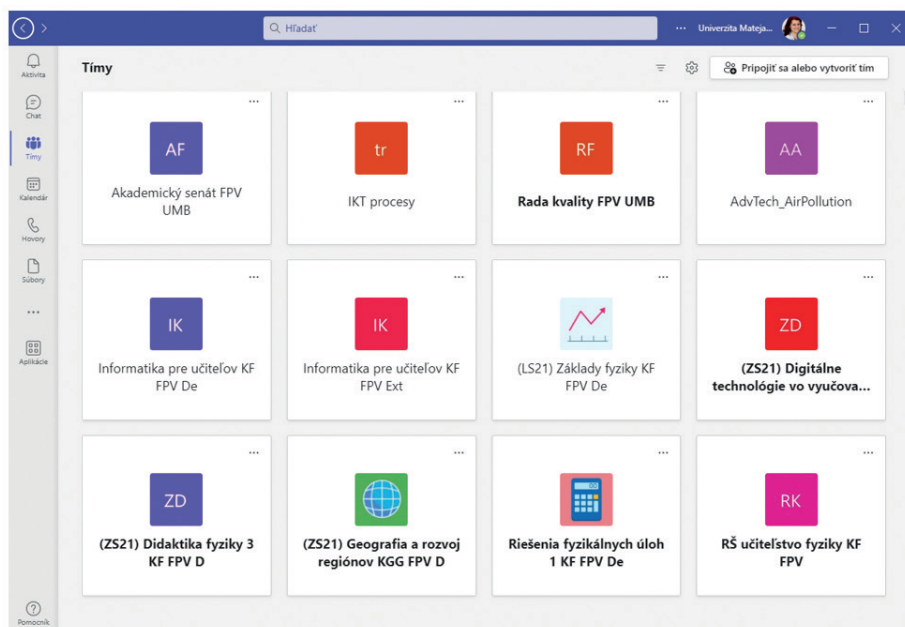 Hľadať
Univerzita Mateja...
Aktivita
Chat
Tímy
Kalendár
Hovory
Súbory
Aplikácie
Pomocník
Tímy
Pripojiť sa alebo vytvoriť tím
AF
Akademický senát FPV
UMB
tr
IKT procesy
RF
Rada kvality FPV UMB
AA
AdvTech_AirPollution
IK
Informatika pre učiteľov KF
FPV De
IK
Informatika pre učiteľov KF
FPV Ext
(LS21) Základy fyziky KF
FPV De
ZD
(ZS21) Digitálne
technológie vo vyučova...
ZD
(ZS21) Didaktika fyziky 3
KF FPV D
(ZS21) Geografia a rozvoj
regiónov KGG FPV D
Riešenia fyzikálnych úloh
1 KF FPV De
RK
RŠ učiteľstvo fyziky KF
FPV